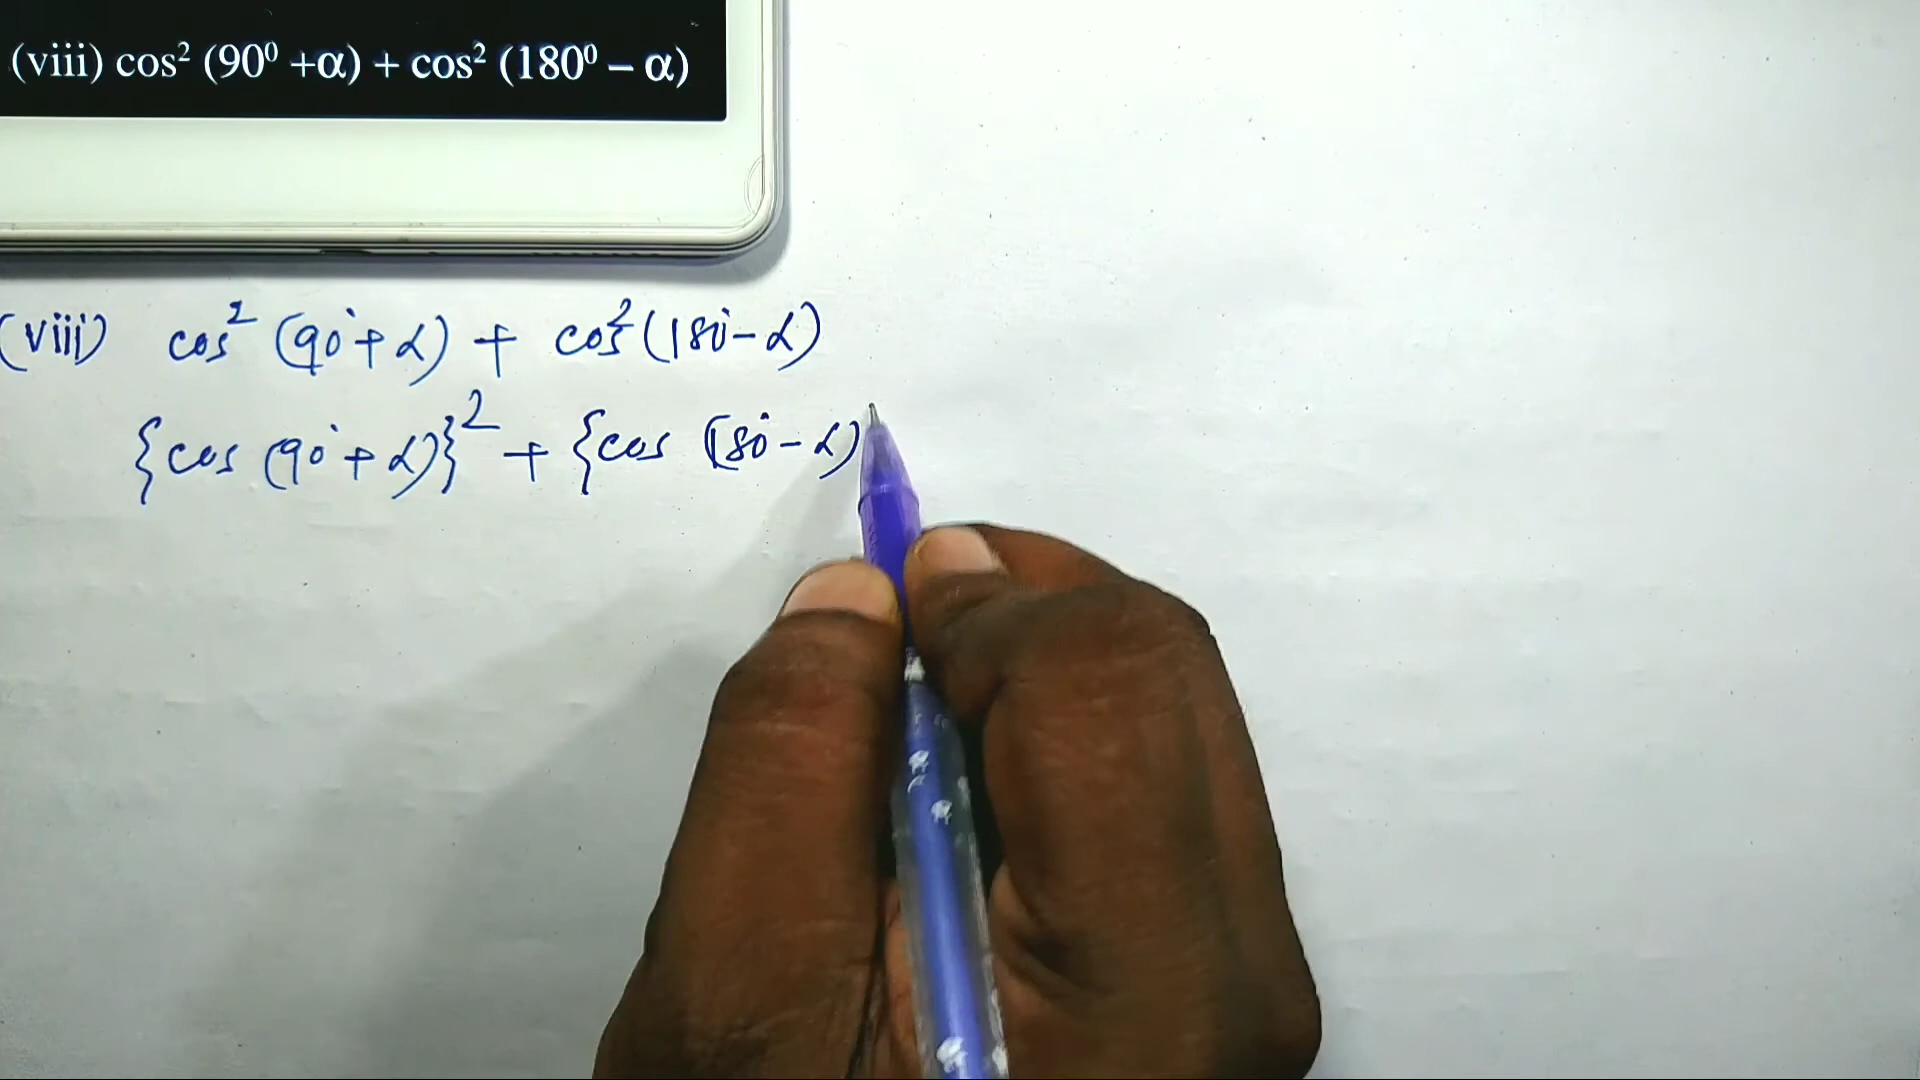 (viii) cos² (90⁰ +α) + cos² (180⁰ – α)
(viii) cos² (90° + α) + cos² (180° - α)
{cos (90° + α)}² + {cos (180° - α)